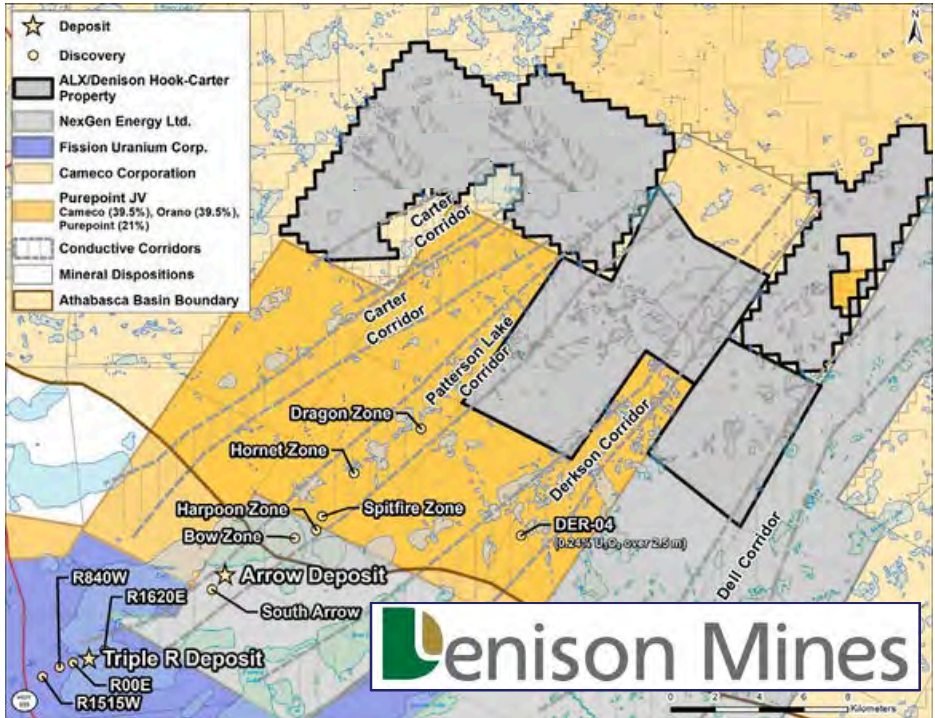 Deposit
Discovery
ALX/Denison Hook-Carter
Property
NexGen Energy Ltd.
Fission Uranium Corp.
Cameco Corporation
Purepoint JV
Cameco (39.5%), Orano (39.5%),
Purepoint (21%)
Conductive Corridors
Mineral Dispositions
Athabasca Basin Boundary
N
Carter
Corridor
Carter
Corridor
Patterson Lake
Corridor
Derkson Corridor
Dell Corridor
Dragon Zone
Hornet Zone
Harpoon Zone
Spitfire Zone
Bow Zone
DER-04
(0.24% U₃O₈ over 2.5 m)
Arrow Deposit
South Arrow
R840W
R1620E
Triple R Deposit
R00E
R1515W
Denison Mines
0 2 4 6 8
Kilometers